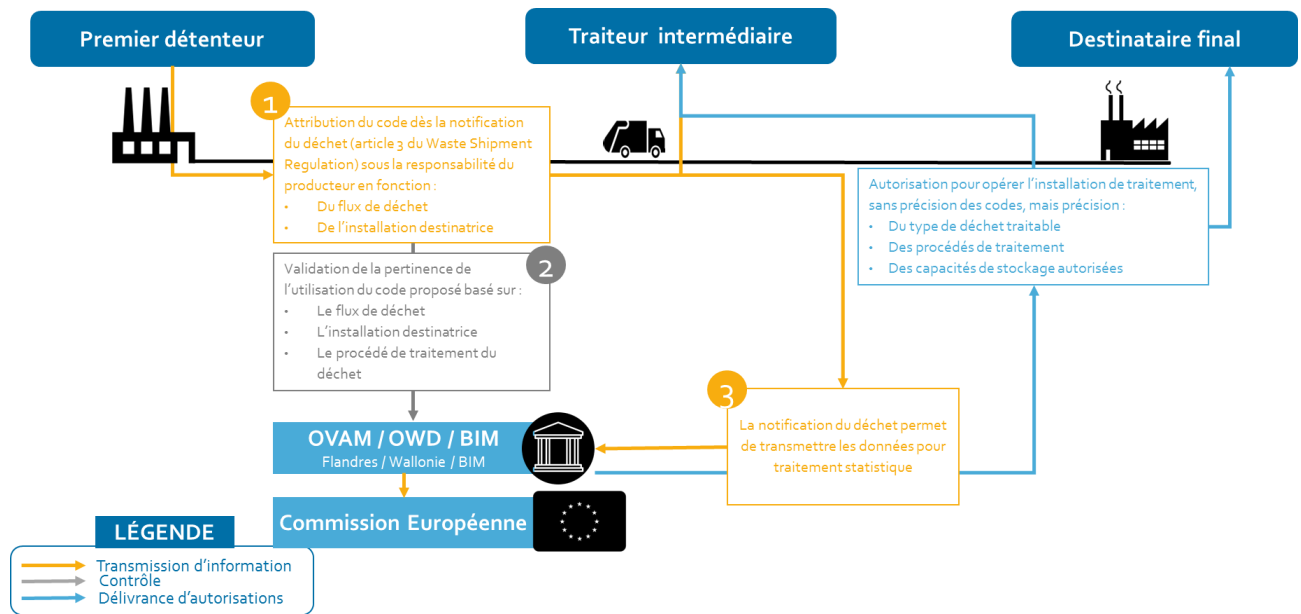 Premier détenteur
Traiteur intermédiaire
Destinataire final
1
Attribution du code dès la notification
du déchet (article 3 du Waste Shipment
Regulation) sous la responsabilité du
producteur en fonction :
• Du flux de déchet
• De l'installation destinatrice
2
Validation de la pertinence de
l'utilisation du code proposé basé sur :
• Le flux de déchet
• L'installation destinatrice
• Le procédé de traitement du
déchet
Autorisation pour opérer l'installation de traitement,
sans précision des codes, mais précision :
• Du type de déchet traitable
• Des procédés de traitement
• Des capacités de stockage autorisées
3
La notification du déchet permet
de transmettre les données pour
traitement statistique
OVAM / OWD / BIM
Flandres / Wallonie / BIM
Commission Européenne
LÉGENDE
Transmission d'information
Contrôle
Délivrance d'autorisations